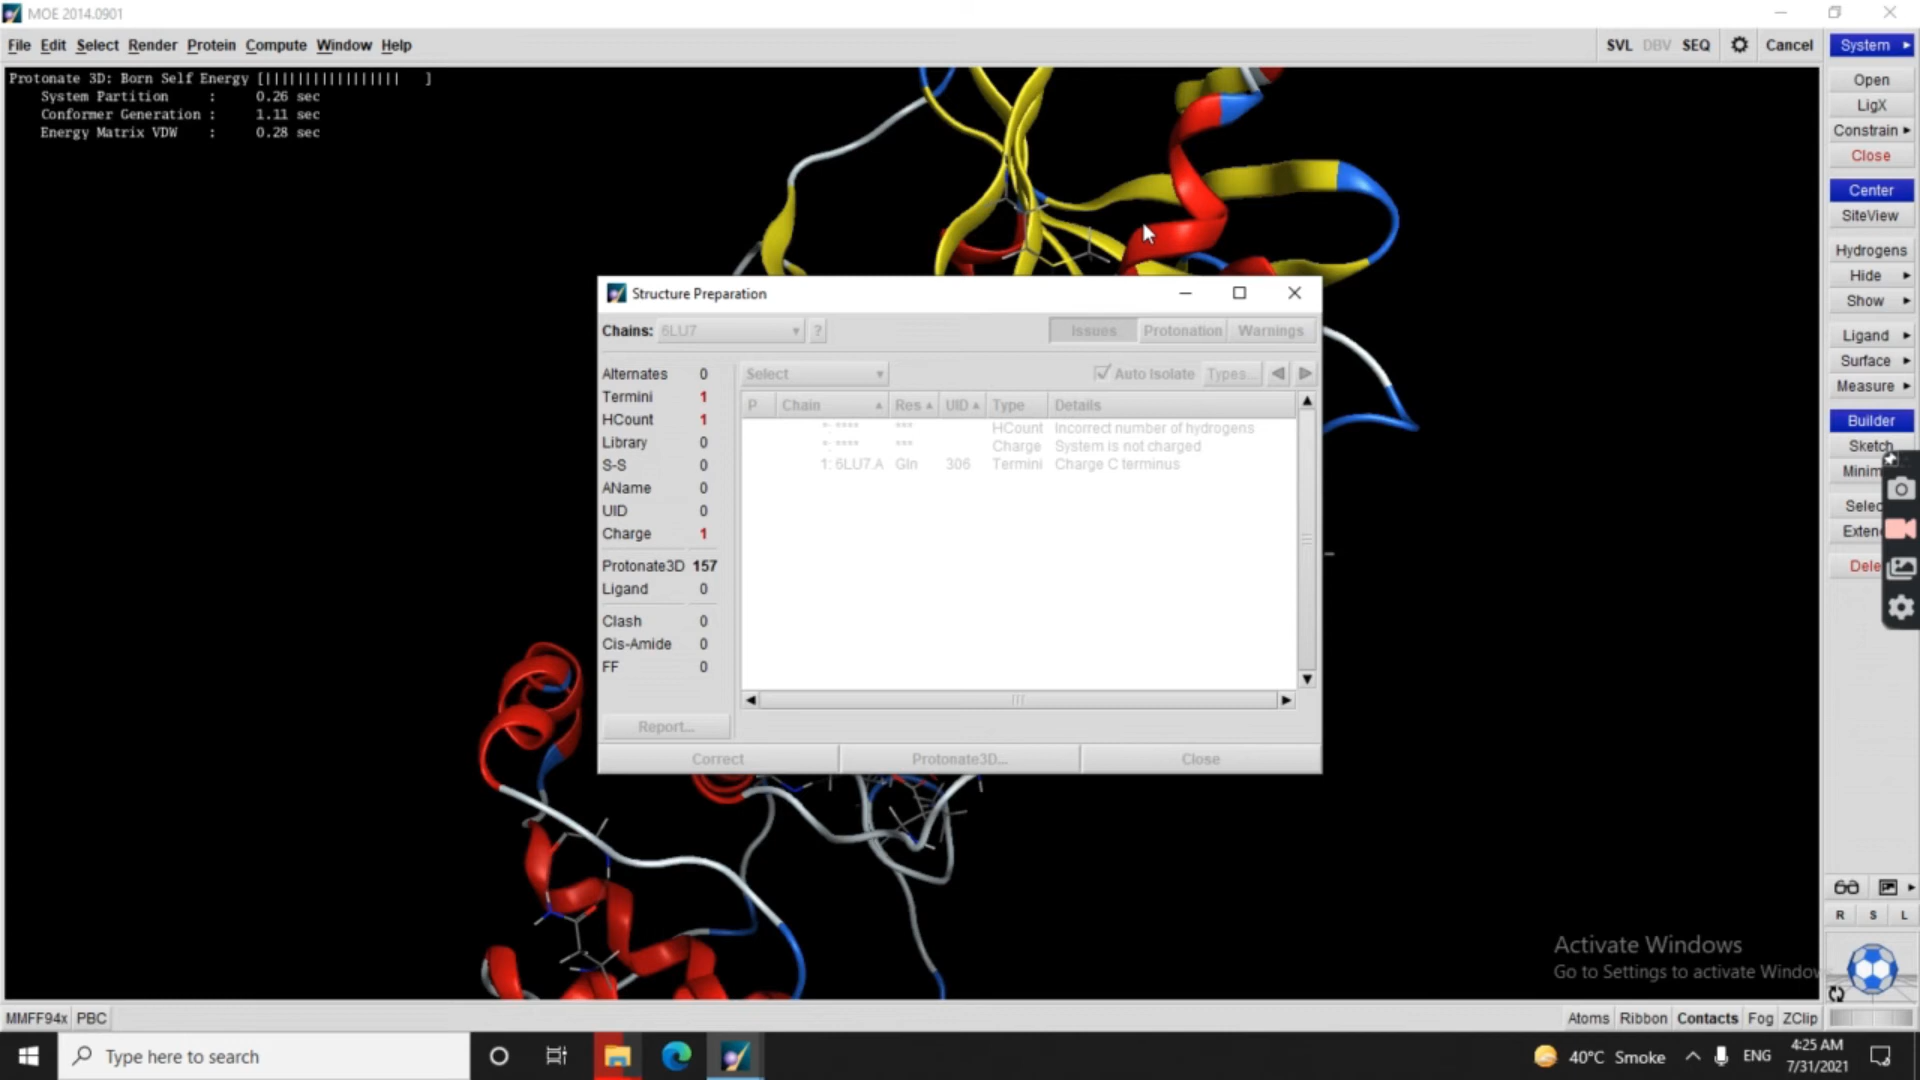 MOE 2014.0901
File Edit Select Render Protein Compute Window Help
SVL DBV SEQ Cancel
System
Protonate 3D: Born Self Energy [||||||||||||||||| ]
System Partition : 0.26 sec
Conformer Generation : 1.11 sec
Energy Matrix VDW : 0.28 sec
Open
LigX
Constrain
Close
Center
SiteView
Hydrogens
Hide
Show
Ligand
Surface
Measure
Builder
Sketch
Minim
Selec
Exten
Dele
Structure Preparation
Chains: 6LU7 ?
Issues Protonation Warnings
Alternates 0
Termini 1
HCount 1
Library 0
S-S 0
AName 0
UID 0
Charge 1
Protonate3D 157
Ligand 0
Clash 0
Cis-Amide 0
FF 0
Report...
Select Auto Isolate Types...
P Chain Res UID Type Details
*: **** *** HCount Incorrect number of hydrogens
*: **** *** Charge System is not charged
1: 6LU7.A Gln 306 Termini Charge C terminus
Correct Protonate3D... Close
R S L
Activate Windows
Go to Settings to activate Window
MMFF94x PBC
Atoms Ribbon Contacts Fog ZClip
Type here to search
40°C Smoke ENG
4:25 AM
7/31/2021